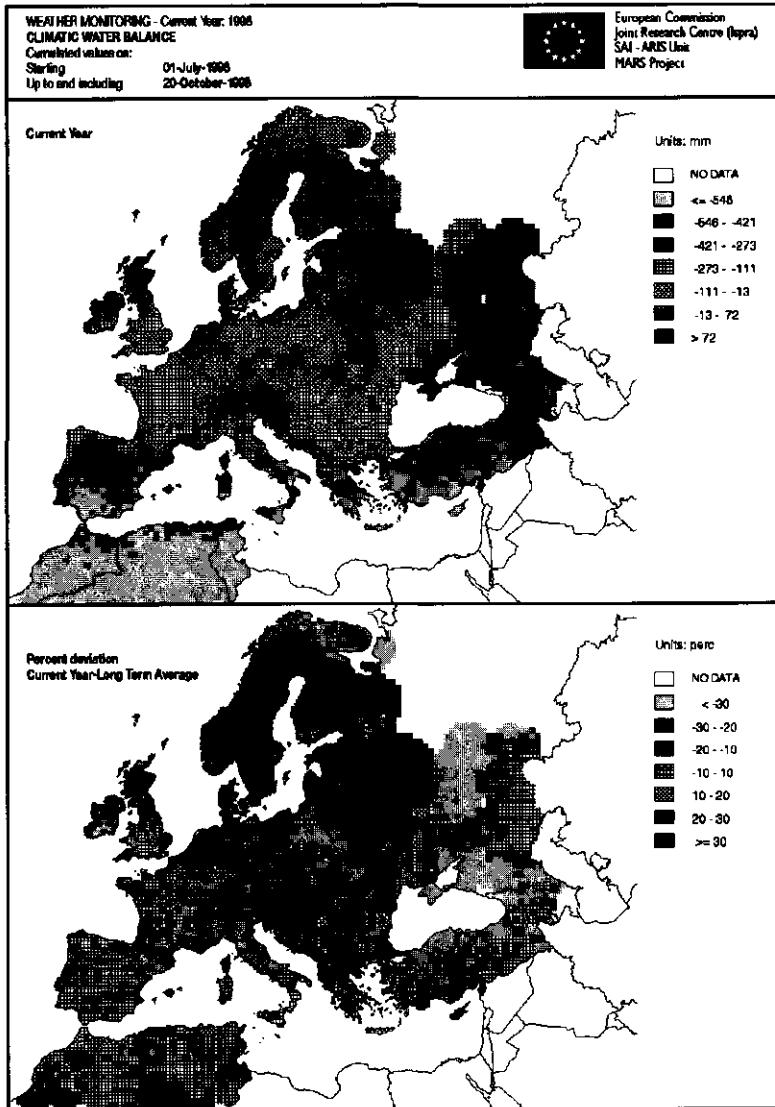 WEATHER MONITORING - Current Year: 1998
CLIMATIC WATER BALANCE
Cumulated values on:
Starting 01-July-1998
Up to and including 20-October-1998
European Commission
Joint Research Centre (Ispra)
SAI - ARIS Unit
MARS Project
Current Year
Units: mm
NO DATA
<= -546
-546 - -421
-421 - -273
-273 - -111
-111 - -13
-13 - 72
> 72
Percent deviation
Current Year-Long Term Average
Units: perc
NO DATA
< -30
-30 - -20
-20 - -10
-10 - 10
10 - 20
20 - 30
>= 30